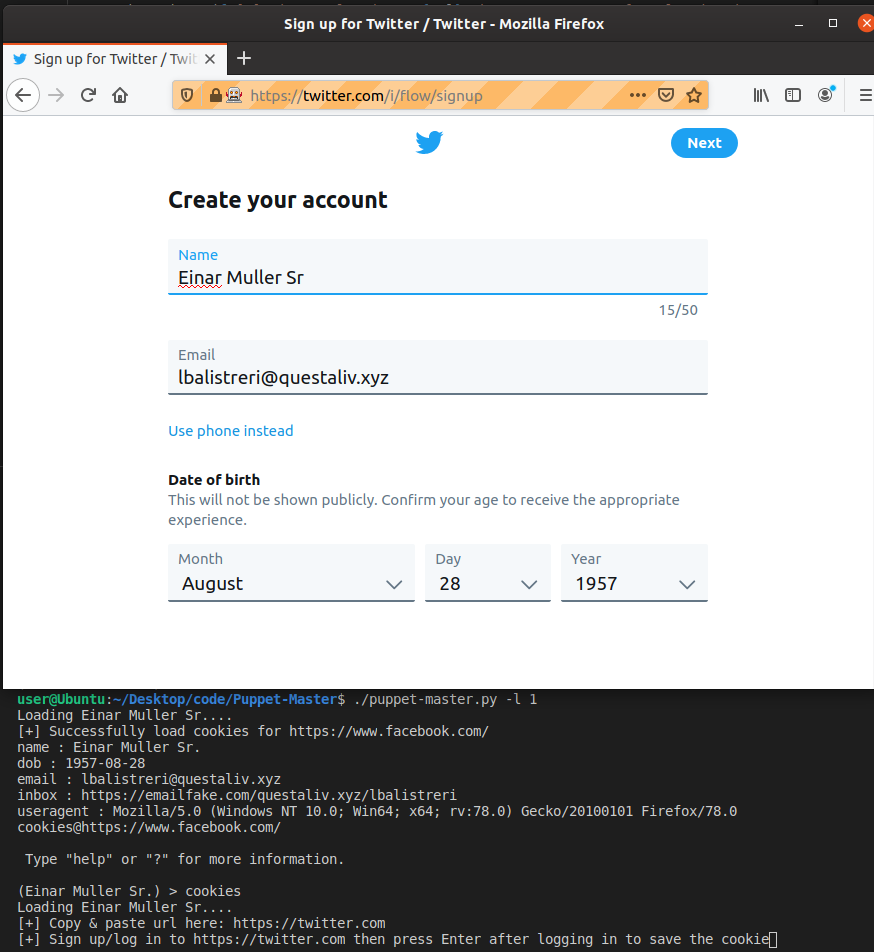 Sign up for Twitter / Twitter - Mozilla Firefox
Sign up for Twitter / Twit
https://twitter.com/i/flow/signup
Next
Create your account
Name
Einar Muller Sr
15/50
Email
lbalistreri@questaliv.xyz
Use phone instead
Date of birth
This will not be shown publicly. Confirm your age to receive the appropriate
experience.
Month Day Year
August 28 1957
user@Ubuntu:~/Desktop/code/Puppet-Master$ ./puppet-master.py -l 1
Loading Einar Muller Sr....
[+] Successfully load cookies for https://www.facebook.com/
name : Einar Muller Sr.
dob : 1957-08-28
email : lbalistreri@questaliv.xyz
inbox : https://emailfake.com/questaliv.xyz/lbalistreri
useragent : Mozilla/5.0 (Windows NT 10.0; Win64; x64; rv:78.0) Gecko/20100101 Firefox/78.0
cookies@https://www.facebook.com/
Type "help" or "?" for more information.
(Einar Muller Sr.) > cookies
Loading Einar Muller Sr....
[+] Copy & paste url here: https://twitter.com
[+] Sign up/log in to https://twitter.com then press Enter after logging in to save the cookie